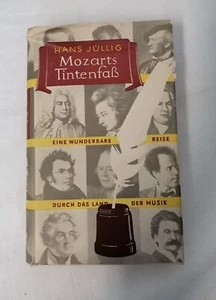 HANS JÜLLIG
Mozarts
Tintenfaß
EINE WUNDERBARE REISE
DURCH DAS LAND DER MUSIK